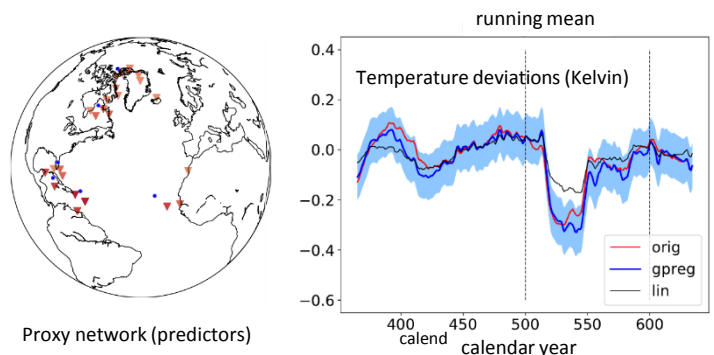 running mean
0.4
Temperature deviations (Kelvin)
0.2
0.0
−0.2
−0.4
−0.6
orig
gpreg
lin
400 450 500 550 600
calend
calendar year
Proxy network (predictors)